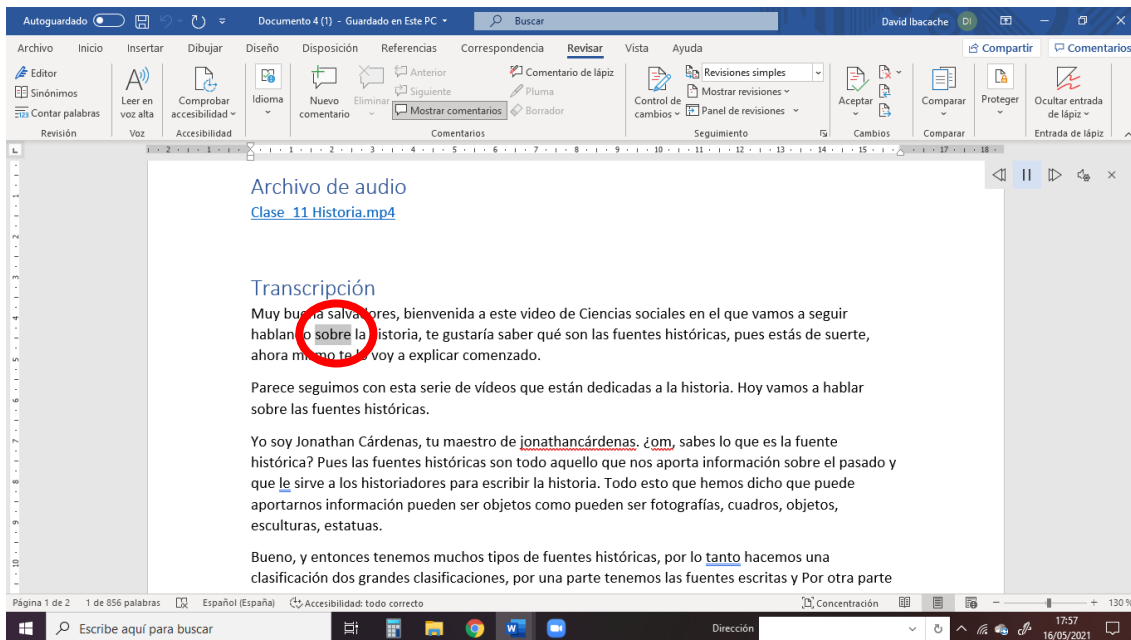 Autoguardado
Documento 4 (1) - Guardado en Este PC
Buscar
David Ibacache
DI
Archivo Inicio Insertar Dibujar Diseño Disposición Referencias Correspondencia Revisar Vista Ayuda
Compartir
Comentarios
Editor
Sinónimos
Contar palabras
Revisión
Leer en voz alta
Voz
Comprobar accesibilidad
Accesibilidad
Idioma
Nuevo comentario
Eliminar
Anterior
Siguiente
Mostrar comentarios
Comentario de lápiz
Pluma
Borrador
Comentarios
Control de cambios
Revisiones simples
Mostrar revisiones
Panel de revisiones
Seguimiento
Aceptar
Cambios
Comparar
Comparar
Proteger
Ocultar entrada de lápiz
Entrada de lápiz
Archivo de audio
Clase 11 Historia.mp4
Transcripción
Muy buena salvadores, bienvenida a este video de Ciencias sociales en el que vamos a seguir
hablando sobre la historia, te gustaría saber qué son las fuentes históricas, pues estás de suerte,
ahora mismo te lo voy a explicar comenzado.
Parece seguimos con esta serie de vídeos que están dedicadas a la historia. Hoy vamos a hablar
sobre las fuentes históricas.
Yo soy Jonathan Cárdenas, tu maestro de jonathancárdenas. ¿om, sabes lo que es la fuente
histórica? Pues las fuentes históricas son todo aquello que nos aporta información sobre el pasado y
que le sirve a los historiadores para escribir la historia. Todo esto que hemos dicho que puede
aportarnos información pueden ser objetos como pueden ser fotografías, cuadros, objetos,
esculturas, estatuas.
Bueno, y entonces tenemos muchos tipos de fuentes históricas, por lo tanto hacemos una
clasificación dos grandes clasificaciones, por una parte tenemos las fuentes escritas y Por otra parte
Página 1 de 2 1 de 856 palabras Español (España) Accesibilidad: todo correcto
Concentración
130 %
Escribe aquí para buscar
Dirección
17:57
16/05/2021